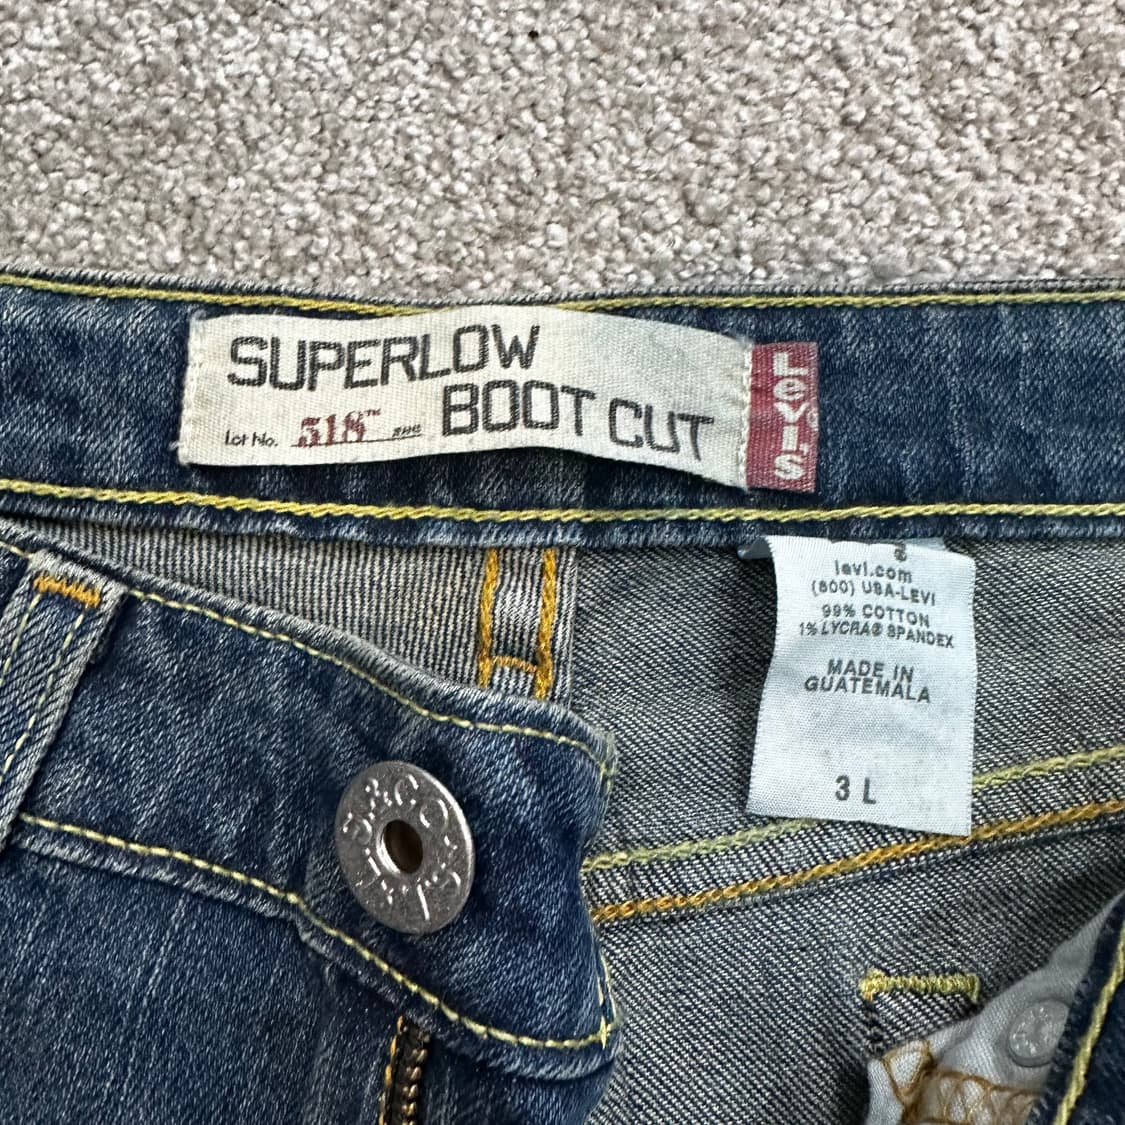 SUPERLOW
Lot No. 518™ BOOT CUT
Levi's
levi.com
(800) USA-LEVI
99% COTTON
1% LYCRA® SPANDEX
MADE IN
GUATEMALA
3 L